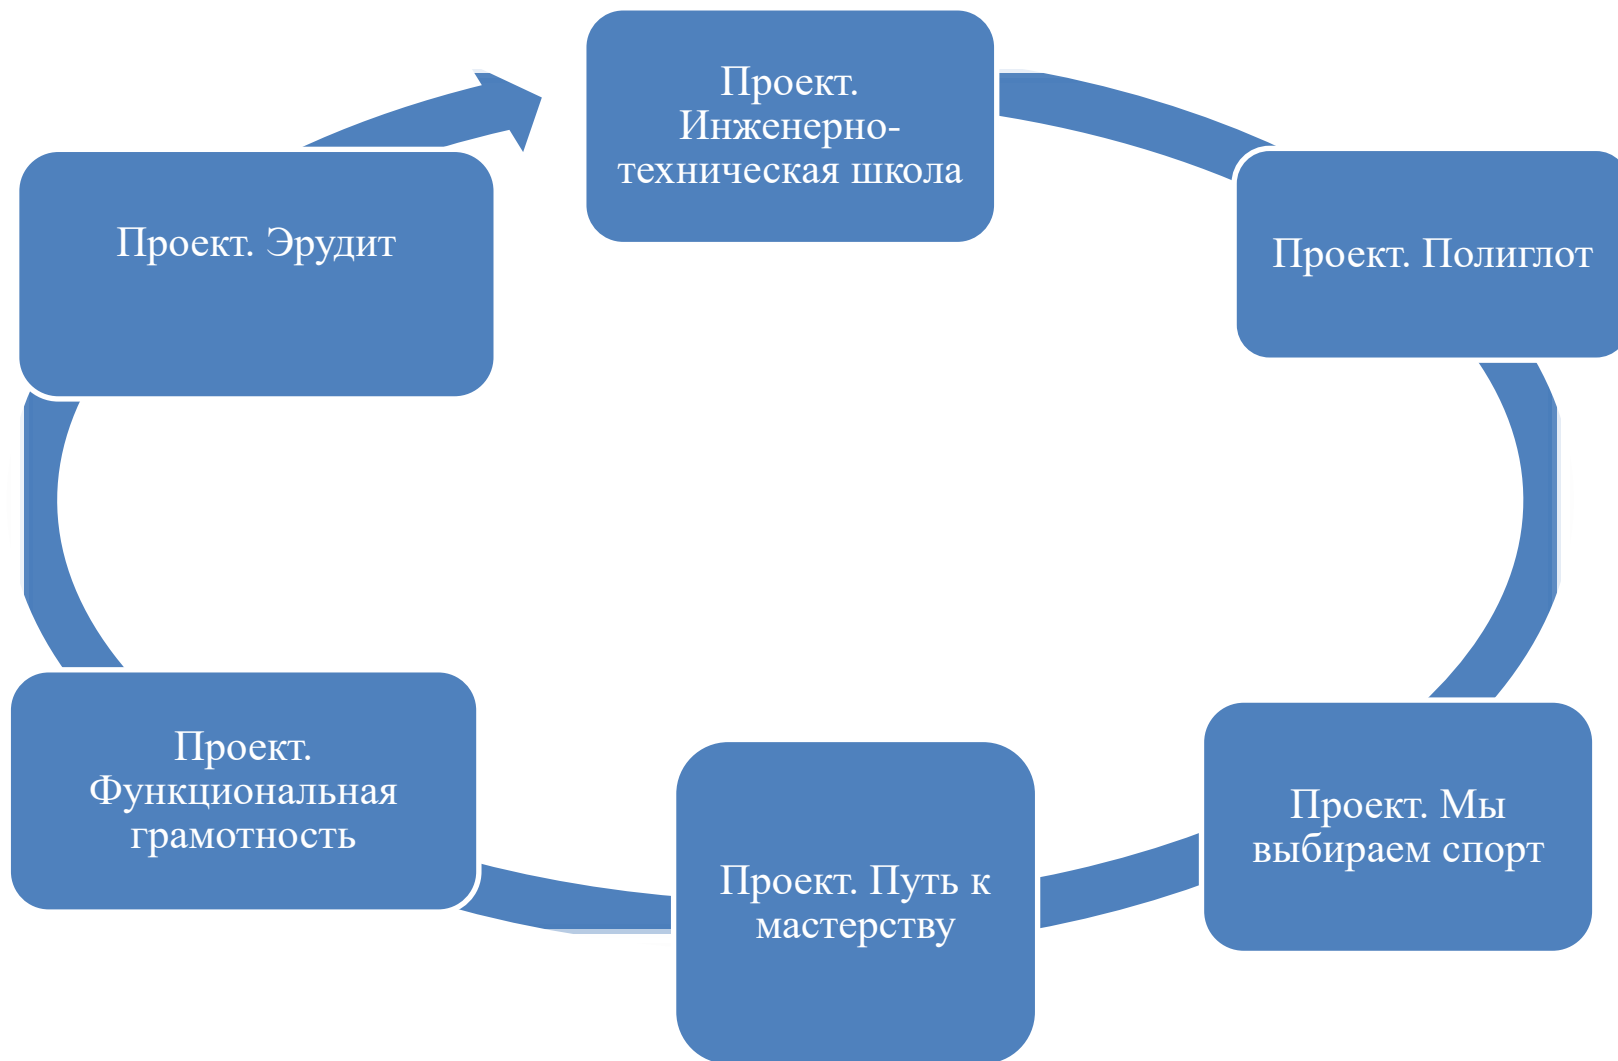 Проект.
Инженерно-
техническая школа
Проект. Полиглот
Проект. Мы
выбираем спорт
Проект. Путь к
мастерству
Проект.
Функциональная
грамотность
Проект. Эрудит